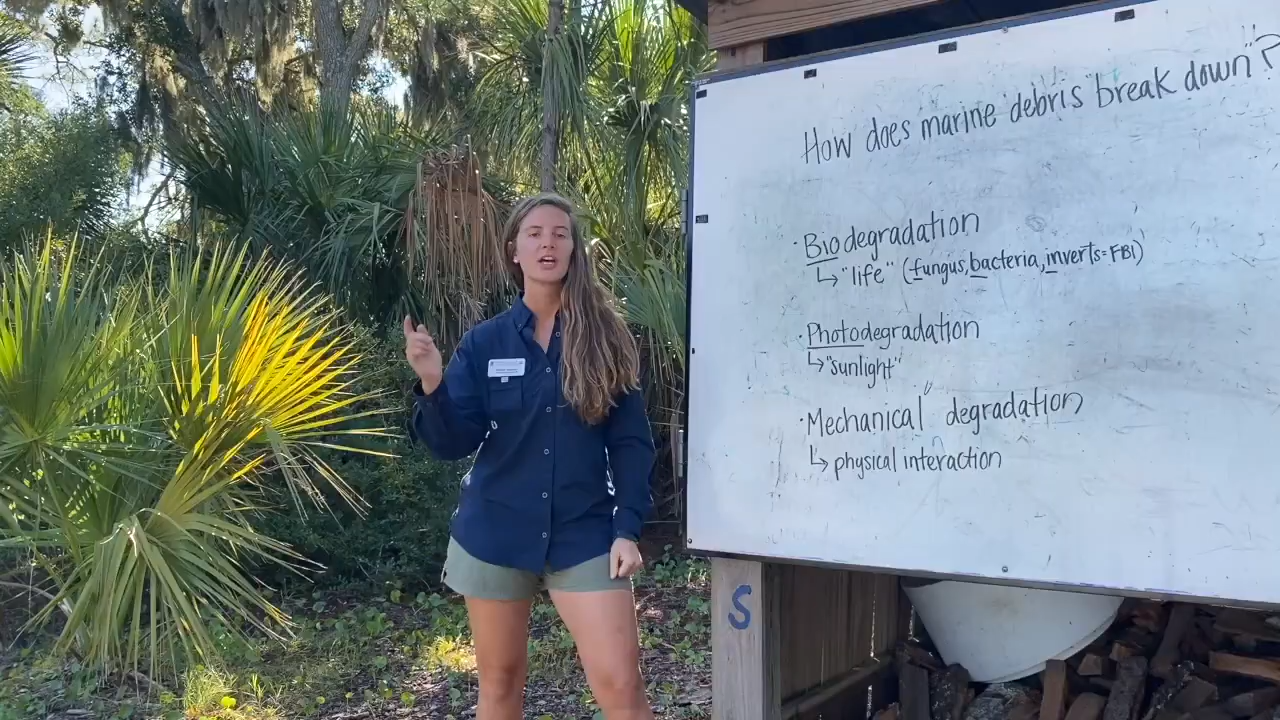 How does marine debris "break down"?
· Biodegradation
↳ "life" (fungus, bacteria, inverts = FBI)
· Photodegradation
↳ "sunlight"
· Mechanical degradation
↳ physical interaction
S